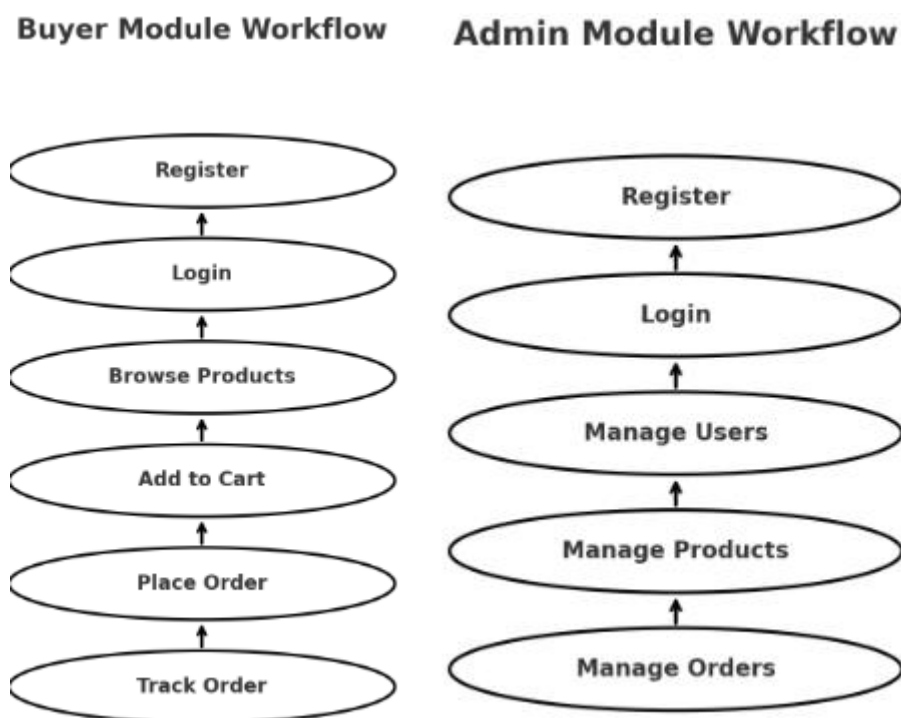 Buyer Module Workflow
Register
Login
Browse Products
Add to Cart
Place Order
Track Order
Admin Module Workflow
Register
Login
Manage Users
Manage Products
Manage Orders